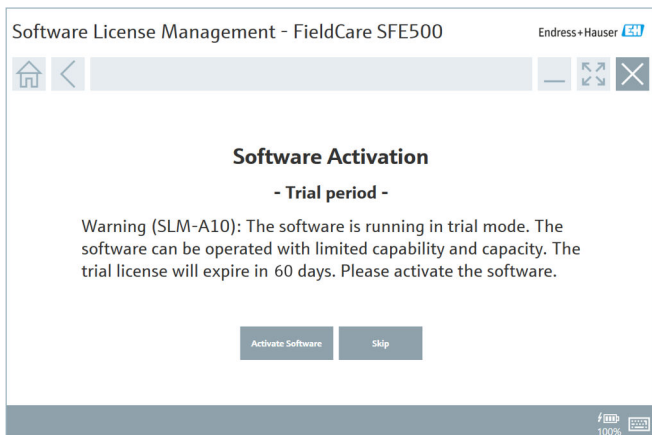 Software License Management - FieldCare SFE500
Endress+Hauser EH
Software Activation
- Trial period -
Warning (SLM-A10): The software is running in trial mode. The
software can be operated with limited capability and capacity. The
trial license will expire in 60 days. Please activate the software.
Activate Software
Skip
100%